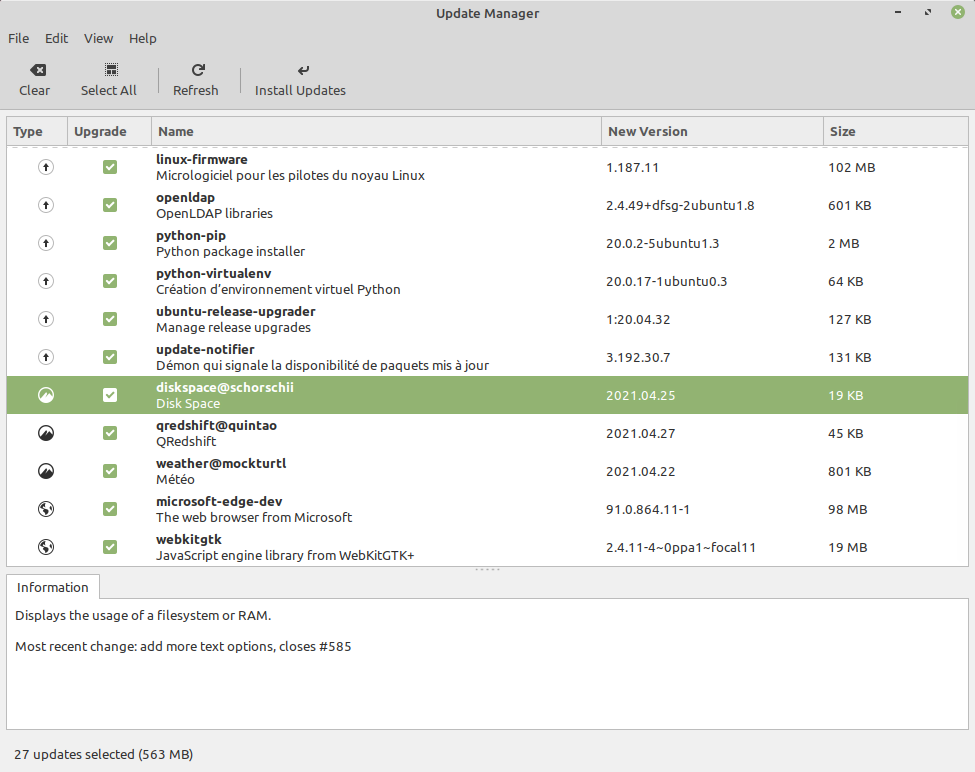 Update Manager
File Edit View Help
Clear Select All Refresh Install Updates
Type Upgrade Name New Version Size
linux-firmware
Micrologiciel pour les pilotes du noyau Linux
1.187.11 102 MB
openldap
OpenLDAP libraries
2.4.49+dfsg-2ubuntu1.8 601 KB
python-pip
Python package installer
20.0.2-5ubuntu1.3 2 MB
python-virtualenv
Création d’environnement virtuel Python
20.0.17-1ubuntu0.3 64 KB
ubuntu-release-upgrader
Manage release upgrades
1:20.04.32 127 KB
update-notifier
Démon qui signale la disponibilité de paquets mis à jour
3.192.30.7 131 KB
diskspace@schorschii
Disk Space
2021.04.25 19 KB
qredshift@quintao
QRedshift
2021.04.27 45 KB
weather@mockturtl
Météo
2021.04.22 801 KB
microsoft-edge-dev
The web browser from Microsoft
91.0.864.11-1 98 MB
webkitgtk
JavaScript engine library from WebKitGTK+
2.4.11-4~0ppa1~focal11 19 MB
Information
Displays the usage of a filesystem or RAM.
Most recent change: add more text options, closes #585
27 updates selected (563 MB)